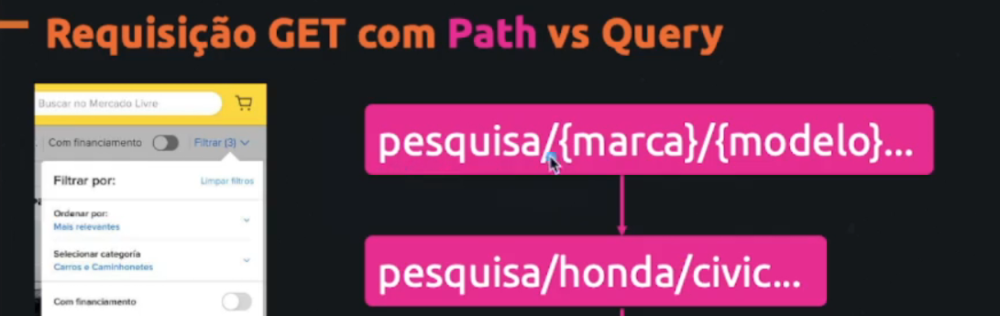 Requisição GET com Path vs Query
Buscar no Mercado Livre
Com financiamento
Filtrar (3)
Filtrar por:
Limpar filtros
Ordenar por:
Mais relevantes
Selecionar categoria
Carros e Caminhonetes
Com financiamento
pesquisa/{marca}/{modelo}...
pesquisa/honda/civic...